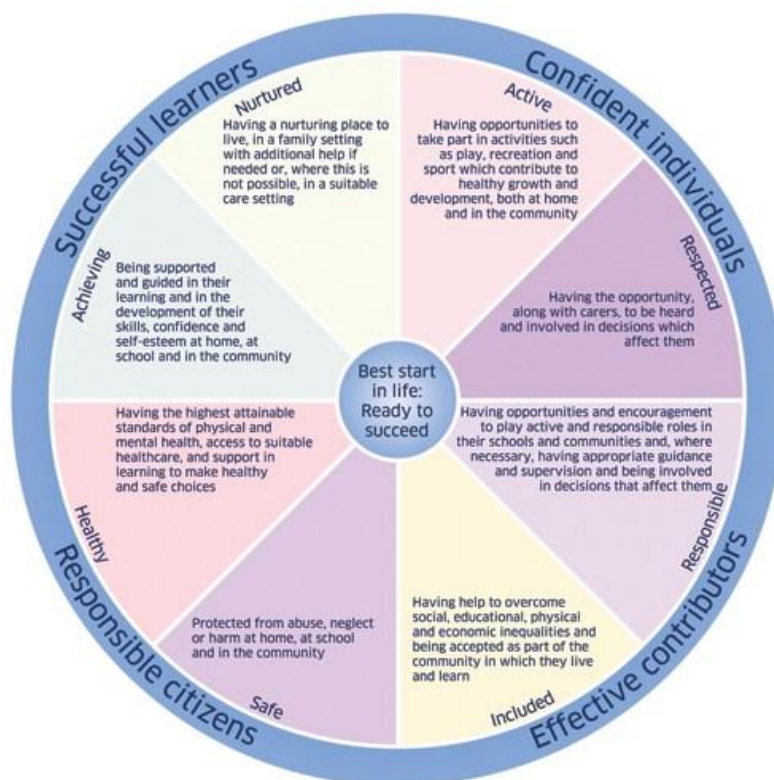 Successful learners
Confident individuals
Nurtured
Having a nurturing place to
live, in a family setting
with additional help if
needed or, where this is
not possible, in a suitable
care setting
Active
Having opportunities to
take part in activities such
as play, recreation and
sport which contribute to
healthy growth and
development, both at home
and in the community
Achieving
Being supported
and guided in their
learning and in the
development of their
skills, confidence and
self-esteem at home, at
school and in the community
Respected
Having the opportunity,
along with carers, to be heard
and involved in decisions which
affect them
Best start
in life:
Ready to
succeed
Healthy
Having the highest attainable
standards of physical and
mental health, access to suitable
healthcare, and support in
learning to make healthy
and safe choices
Responsible
Having opportunities and encouragement
to play active and responsible roles in
their schools and communities and, where
necessary, having appropriate guidance
and supervision and being involved
in decisions that affect them
Safe
Protected from abuse, neglect
or harm at home, at school
and in the community
Included
Having help to overcome
social, educational, physical
and economic inequalities and
being accepted as part of the
community in which they live
and learn
Responsible citizens
Effective contributors